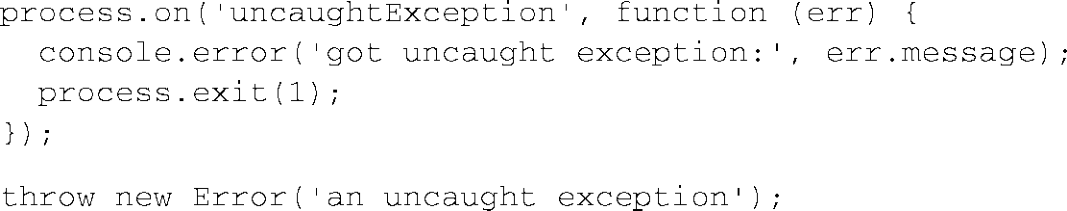 process.on('uncaughtException', function (err) {
  console.error('got uncaught exception:', err.message);
  process.exit(1);
});
throw new Error('an uncaught exception');